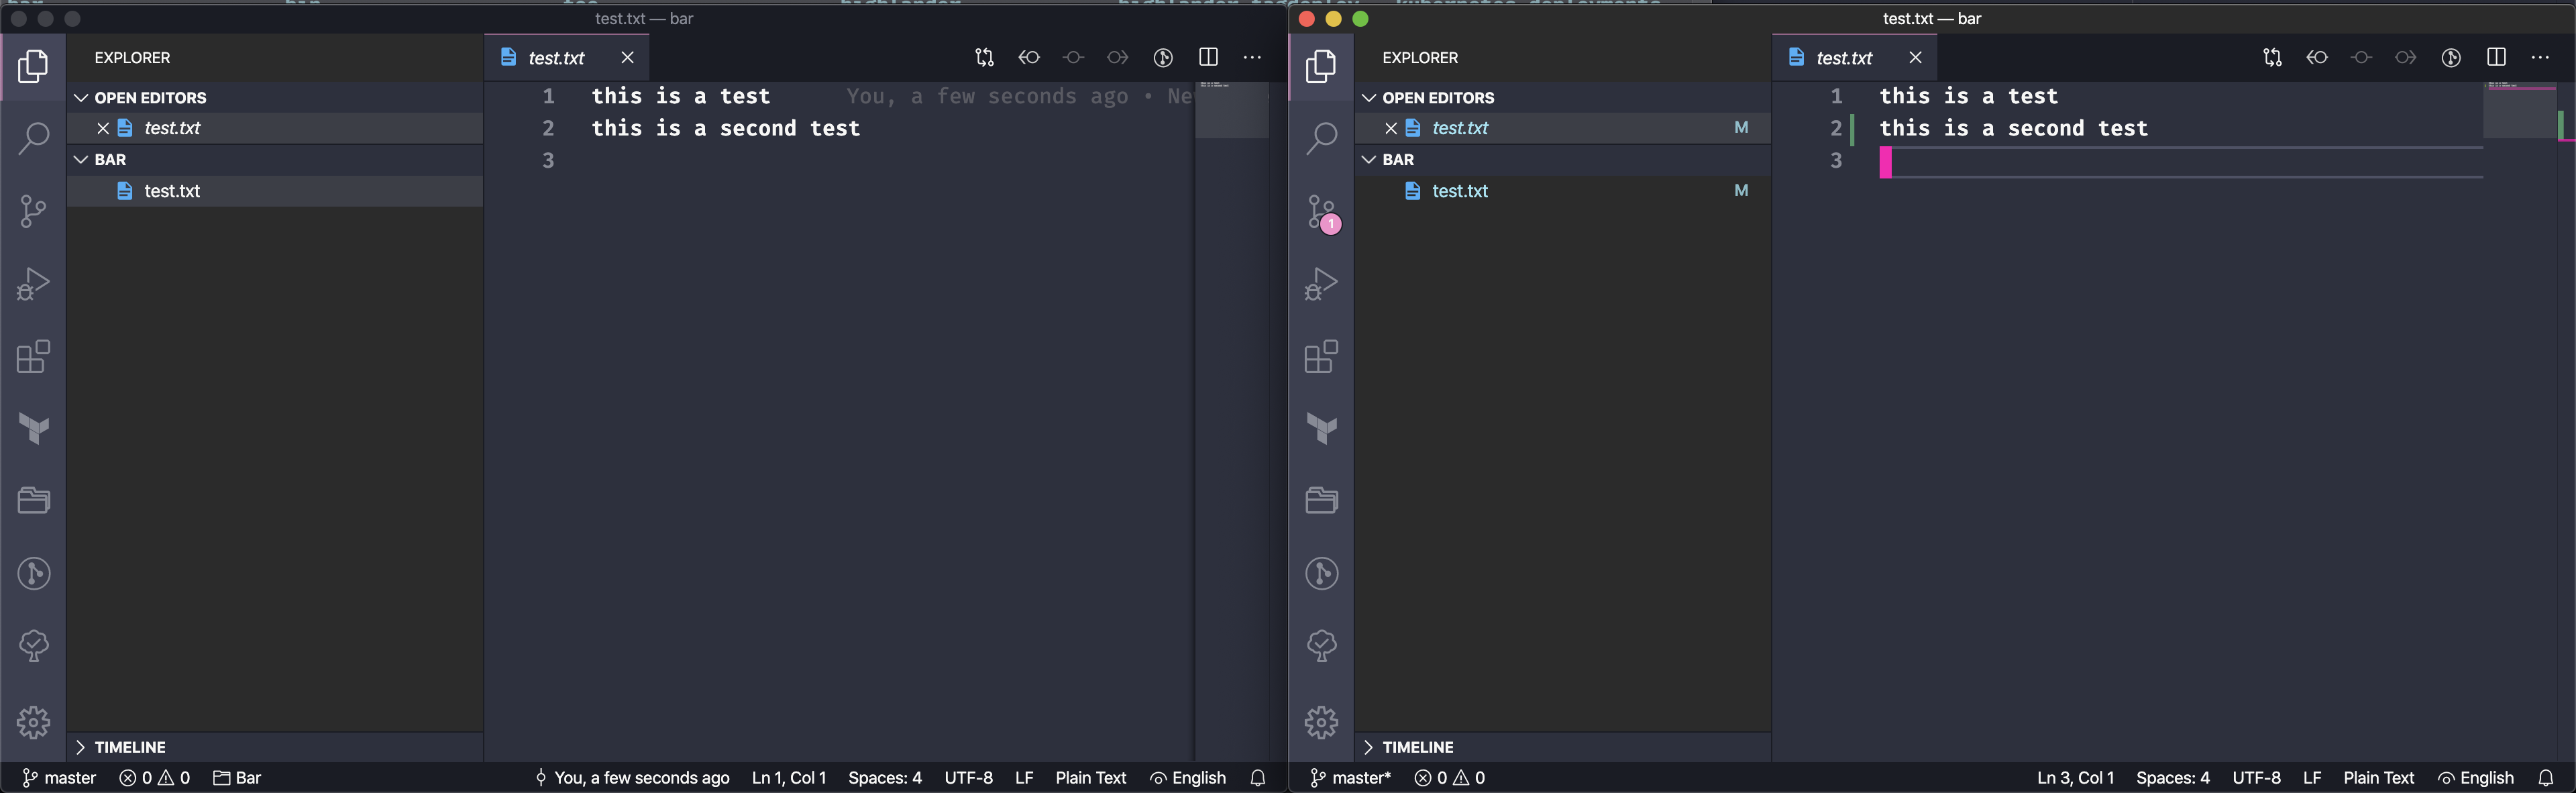 test.txt — bar
EXPLORER
test.txt
OPEN EDITORS
test.txt
BAR
test.txt
1 this is a test You, a few seconds ago •
2 this is a second test
3
TIMELINE
master 0 0 Bar You, a few seconds ago Ln 1, Col 1 Spaces: 4 UTF-8 LF Plain Text English
test.txt — bar
EXPLORER
test.txt
OPEN EDITORS
test.txt M
BAR
test.txt M
1
1 this is a test
2 this is a second test
3
TIMELINE
master* 0 0 Ln 3, Col 1 Spaces: 4 UTF-8 LF Plain Text English